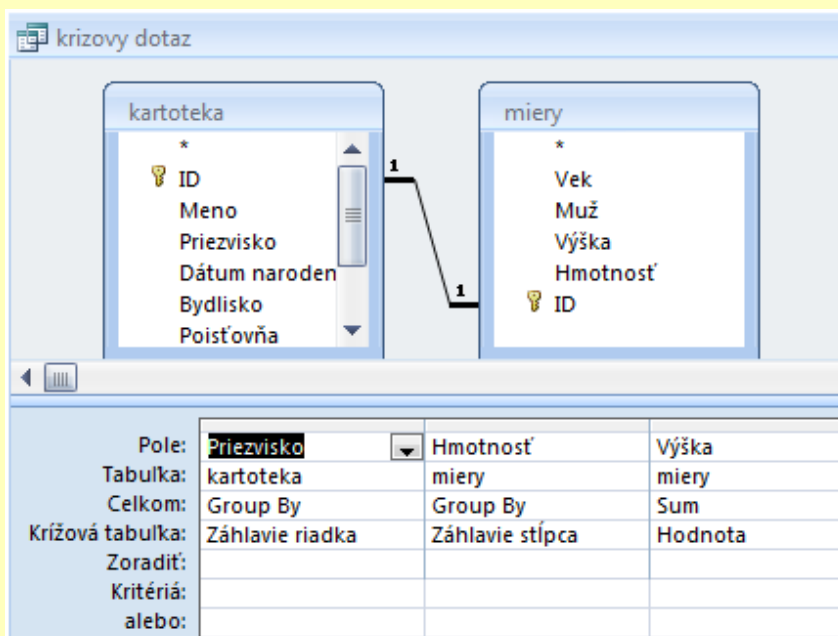 krizovy dotaz
kartoteka
*
ID
Meno
Priezvisko
Dátum naroden
Bydlisko
Poisťovňa
1
1
miery
*
Vek
Muž
Výška
Hmotnosť
ID
Pole: Priezvisko Hmotnosť Výška
Tabuľka: kartoteka miery miery
Celkom: Group By Group By Sum
Krížová tabuľka: Záhlavie riadka Záhlavie stĺpca Hodnota
Zoradiť:
Kritériá:
alebo: